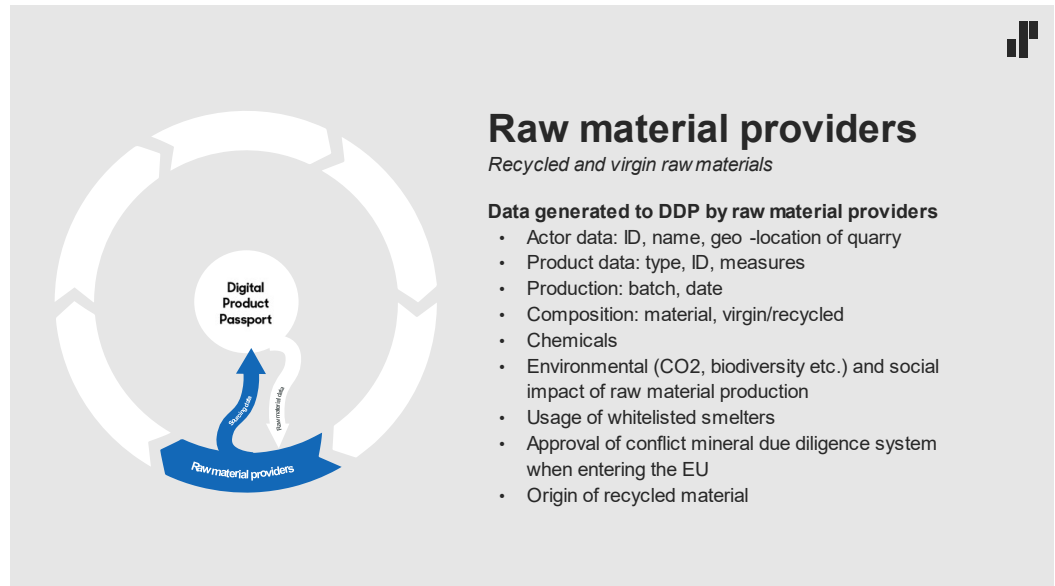 Raw material providers
Recycled and virgin raw materials
Data generated to DDP by raw material providers
• Actor data: ID, name, geo -location of quarry
• Product data: type, ID, measures
• Production: batch, date
• Composition: material, virgin/recycled
• Chemicals
• Environmental (CO2, biodiversity etc.) and social
impact of raw material production
• Usage of whitelisted smelters
• Approval of conflict mineral due diligence system
when entering the EU
• Origin of recycled material
Digital
Product
Passport
Sourcing data
Raw material data
Raw material providers